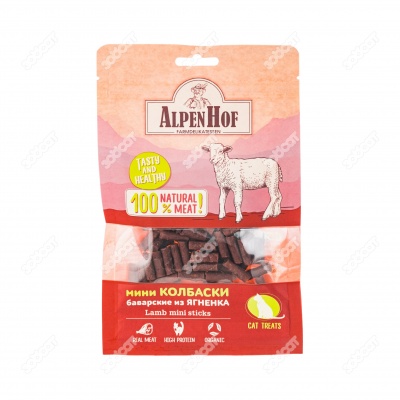 ALPENHOF
FARMDELIKATESSEN
TASTY
AND
HEALTHY
100% NATURAL
MEAT!
мини КОЛБАСКИ
баварские из ЯГНЕНКА
Lamb mini sticks
REAL MEAT
HIGH PROTEIN
ORGANIC
CAT TREATS